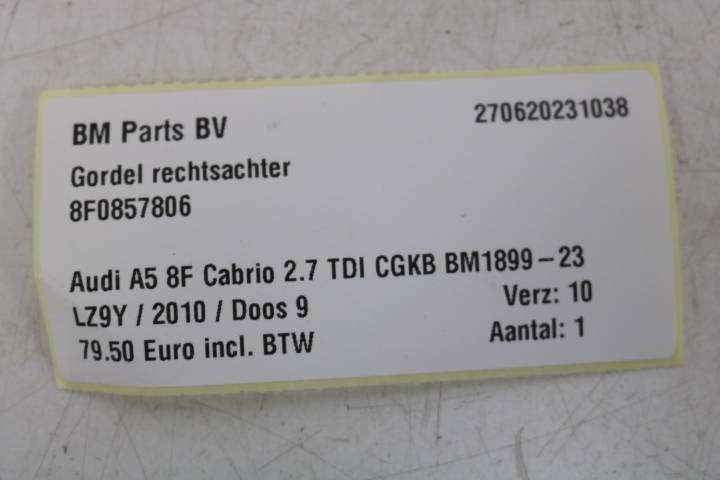 BM Parts BV 270620231038
Gordel rechtsachter
8F0857806
Audi A5 8F Cabrio 2.7 TDI CGKB BM1899-23
LZ9Y / 2010 / Doos 9 Verz: 10
79.50 Euro incl. BTW Aantal: 1